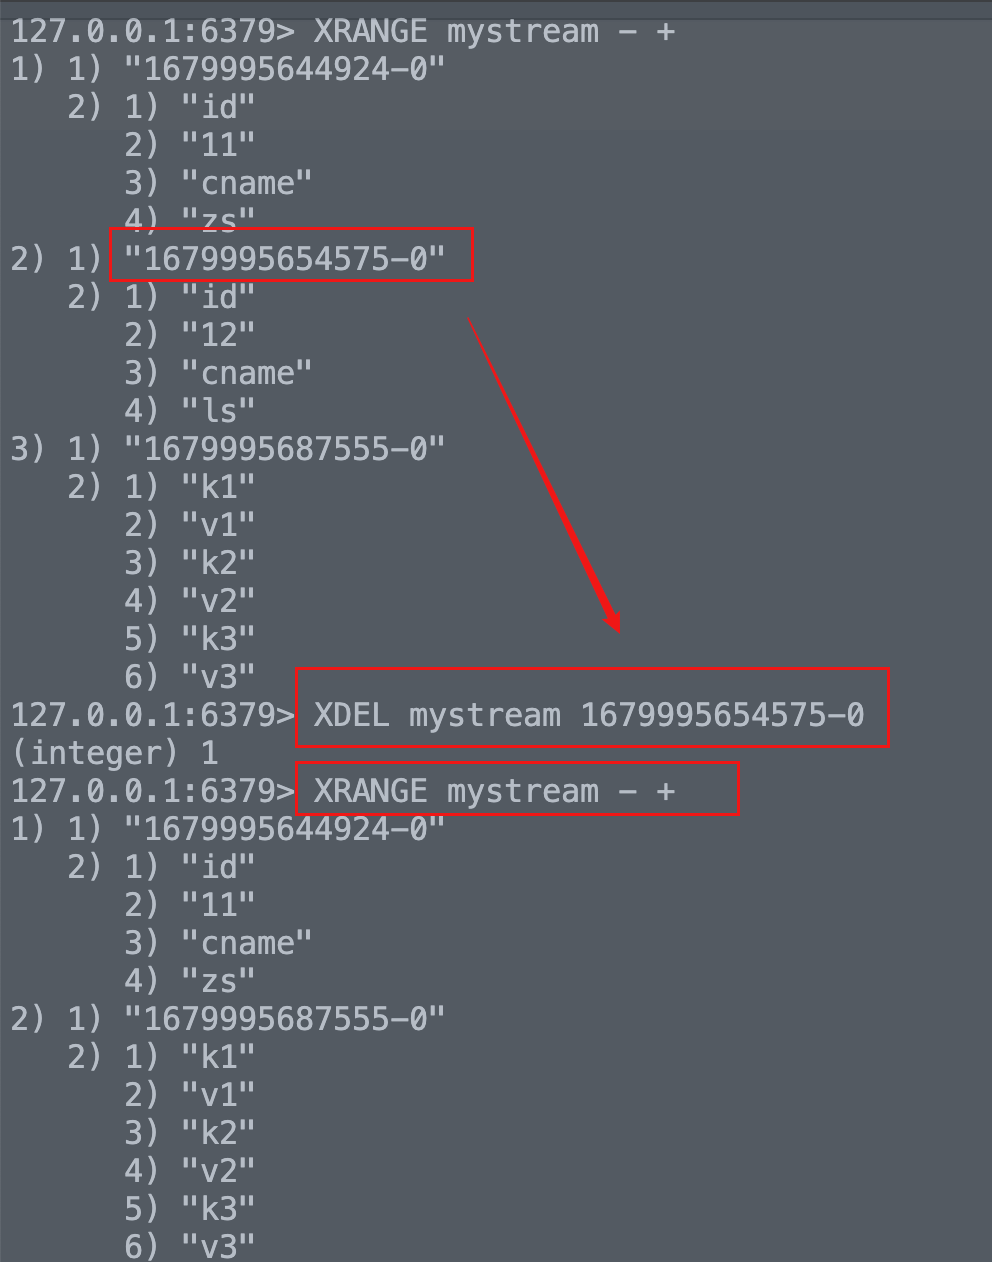 127.0.0.1:6379> XRANGE mystream - +
1) 1) "1679995644924-0"
   2) 1) "id"
      2) "11"
      3) "cname"
      4) "zs"
2) 1) "1679995654575-0"
   2) 1) "id"
      2) "12"
      3) "cname"
      4) "ls"
3) 1) "1679995687555-0"
   2) 1) "k1"
      2) "v1"
      3) "k2"
      4) "v2"
      5) "k3"
      6) "v3"
127.0.0.1:6379> XDEL mystream 1679995654575-0
(integer) 1
127.0.0.1:6379> XRANGE mystream - +
1) 1) "1679995644924-0"
   2) 1) "id"
      2) "11"
      3) "cname"
      4) "zs"
2) 1) "1679995687555-0"
   2) 1) "k1"
      2) "v1"
      3) "k2"
      4) "v2"
      5) "k3"
      6) "v3"